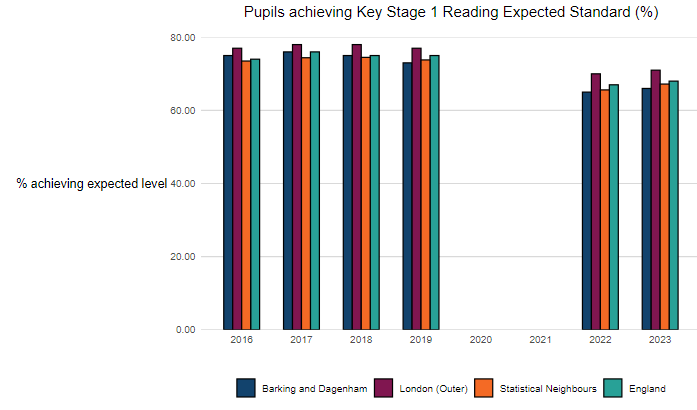 Pupils achieving Key Stage 1 Reading Expected Standard (%)
80.00
60.00
% achieving expected level
40.00
20.00
0.00
2016 2017 2018 2019 2020 2021 2022 2023
Barking and Dagenham London (Outer) Statistical Neighbours England